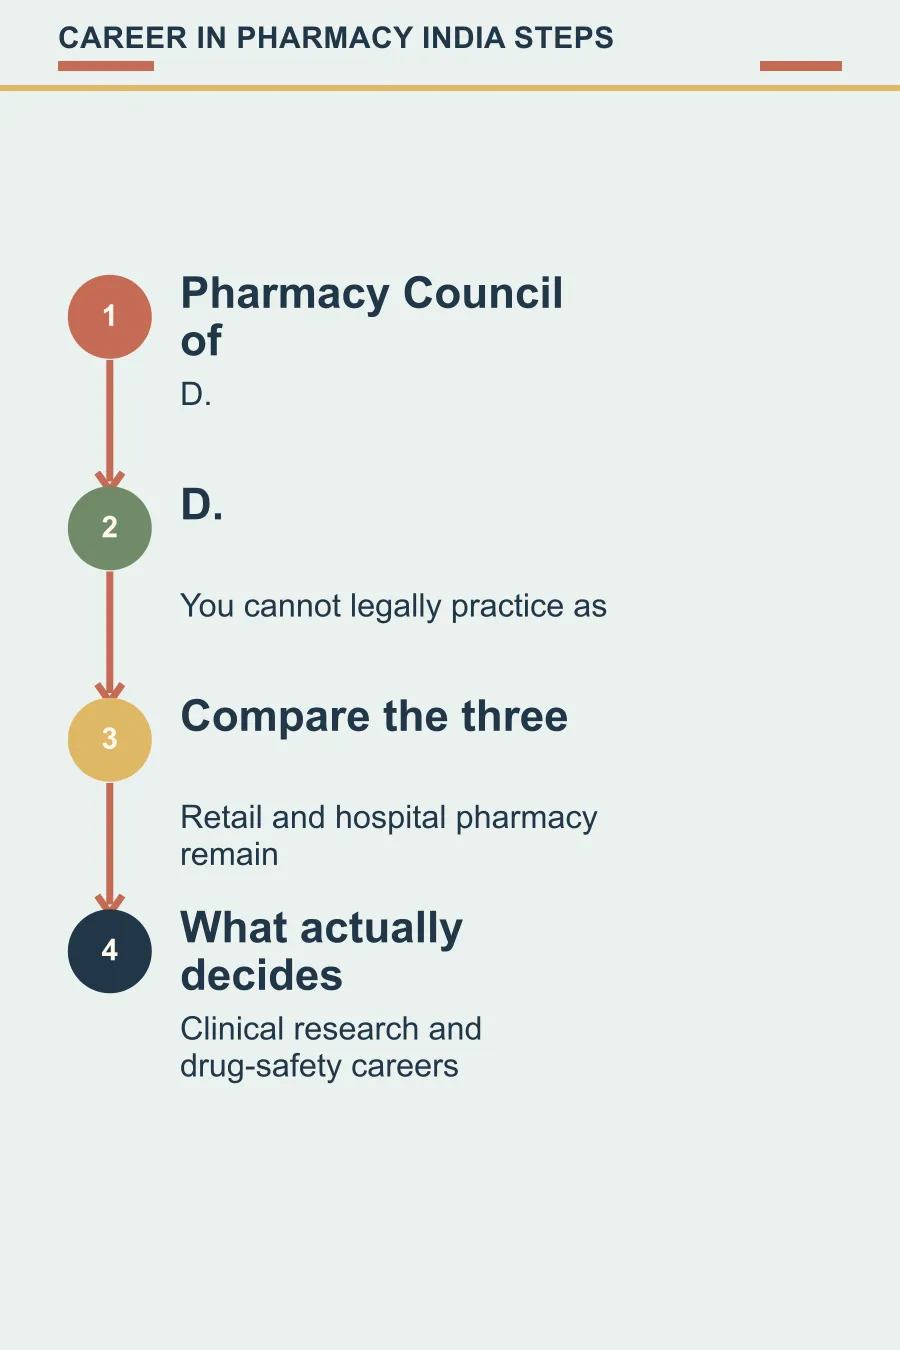 CAREER IN PHARMACY INDIA STEPS
1
Pharmacy Council
of
D.
2
D.
You cannot legally practice as
3
Compare the three
Retail and hospital pharmacy
remain
4
What actually
decides
Clinical research and
drug-safety careers